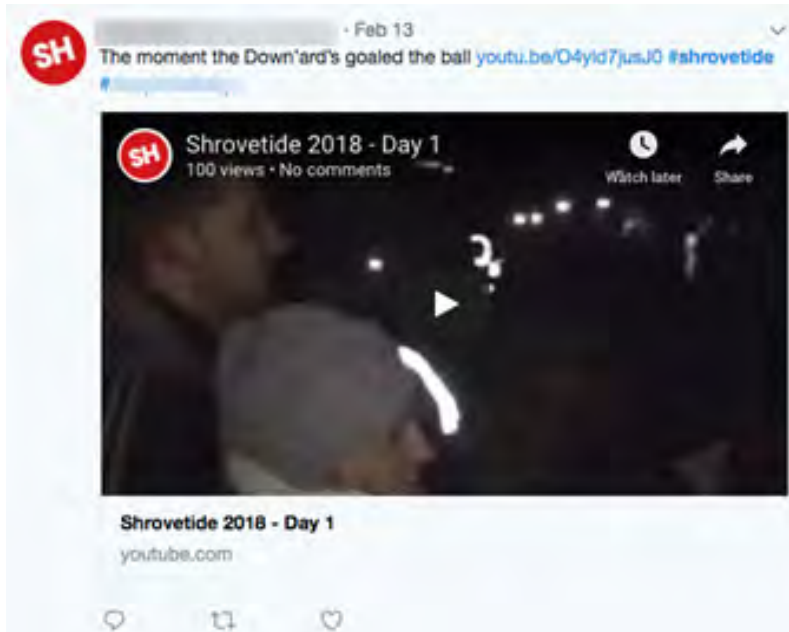 SH
· Feb 13
The moment the Down'ard's goaled the ball youtu.be/O4yld7jusJ0 #shrovetide
#
SH
Shrovetide 2018 - Day 1
100 views • No comments
Watch later
Share
Shrovetide 2018 - Day 1
youtube.com